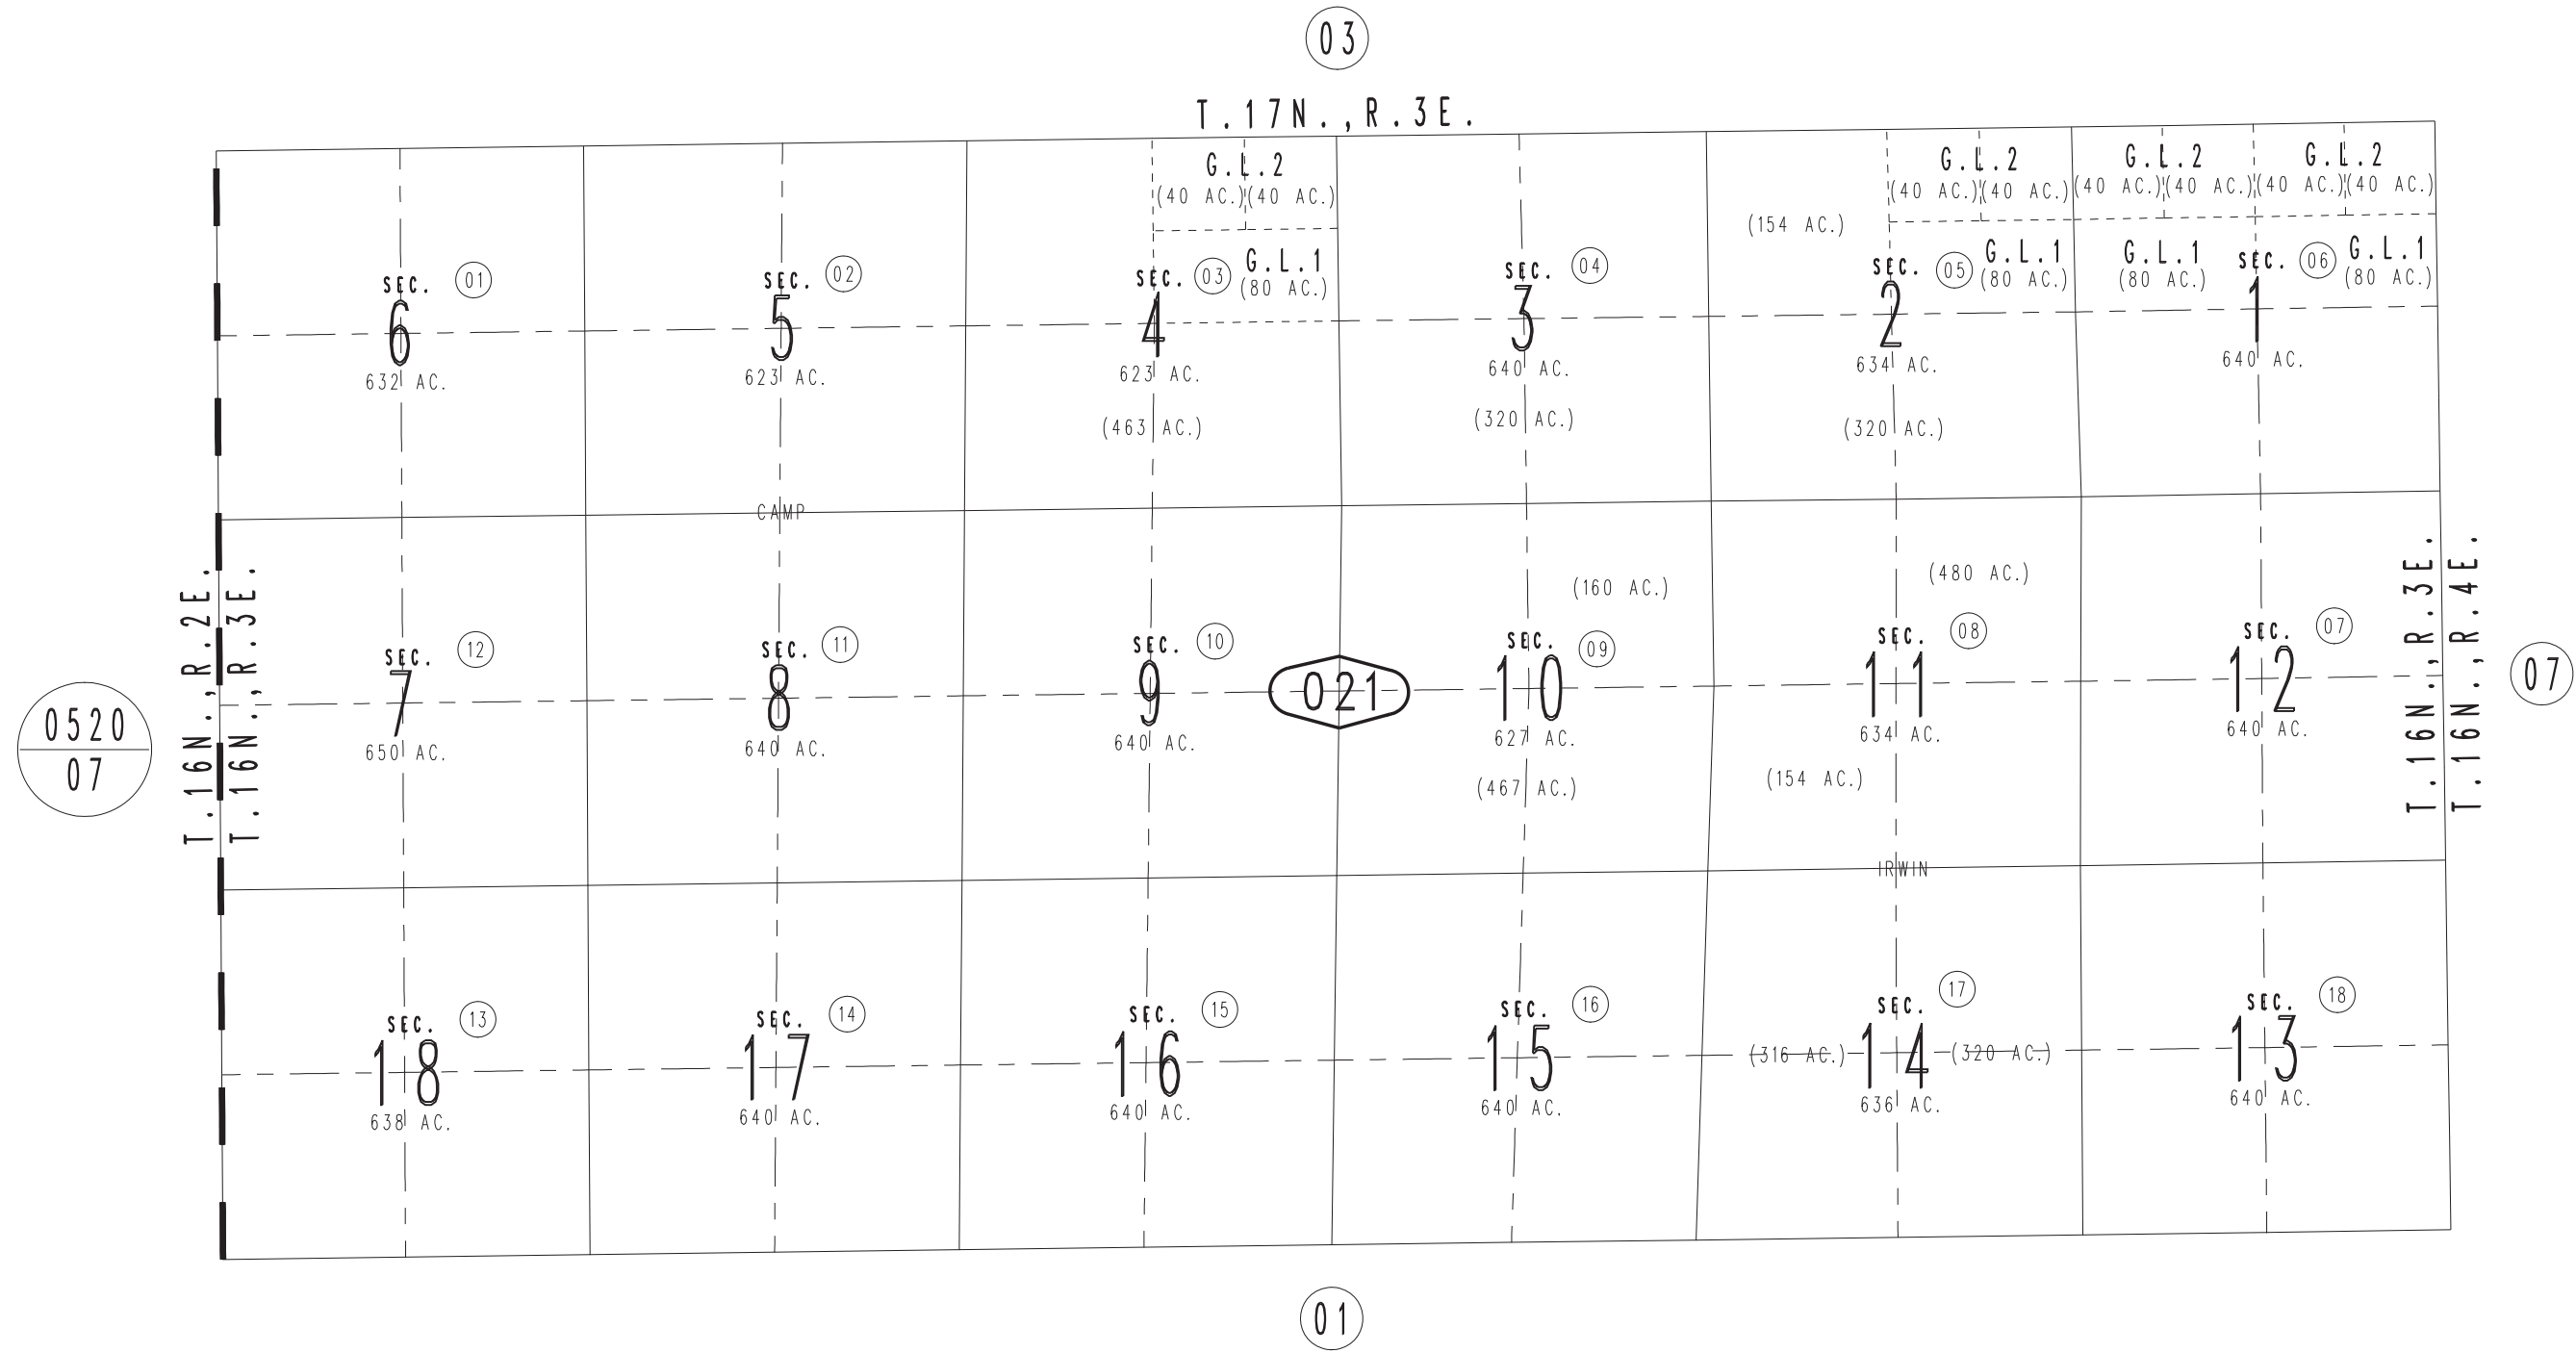 03
T.17N.,R.3E.
G.L.2
(40 AC.) (40 AC.)
G.L.2
(40 AC.) (40 AC.)
G.L.2
(40 AC.) (40 AC.)
G.L.2
(40 AC.) (40 AC.)
(154 AC.)
SEC. 01
6
632 AC.
SEC. 02
5
623 AC.
SEC. 03
4
623 AC.
(463 AC.)
G.L.1
(80 AC.)
SEC. 04
3
640 AC.
(320 AC.)
SEC. 05
2
634 AC.
(320 AC.)
G.L.1
(80 AC.)
G.L.1
(80 AC.)
SEC. 06
1
640 AC.
G.L.1
(80 AC.)
CAMP
T.16N.,R.2E.
T.16N.,R.3E.
0520
07
SEC. 12
7
650 AC.
SEC. 11
8
640 AC.
SEC. 10
9
640 AC.
021
(160 AC.)
SEC. 09
10
627 AC.
(467 AC.)
(480 AC.)
SEC. 08
11
634 AC.
(154 AC.)
SEC. 07
12
640 AC.
T.16N.,R.3E.
T.16N.,R.4E.
07
IRWIN
SEC. 13
18
638 AC.
SEC. 14
17
640 AC.
SEC. 15
16
640 AC.
SEC. 16
15
640 AC.
SEC. 17
(316 AC.) 14 (320 AC.)
636 AC.
SEC. 18
13
640 AC.
01